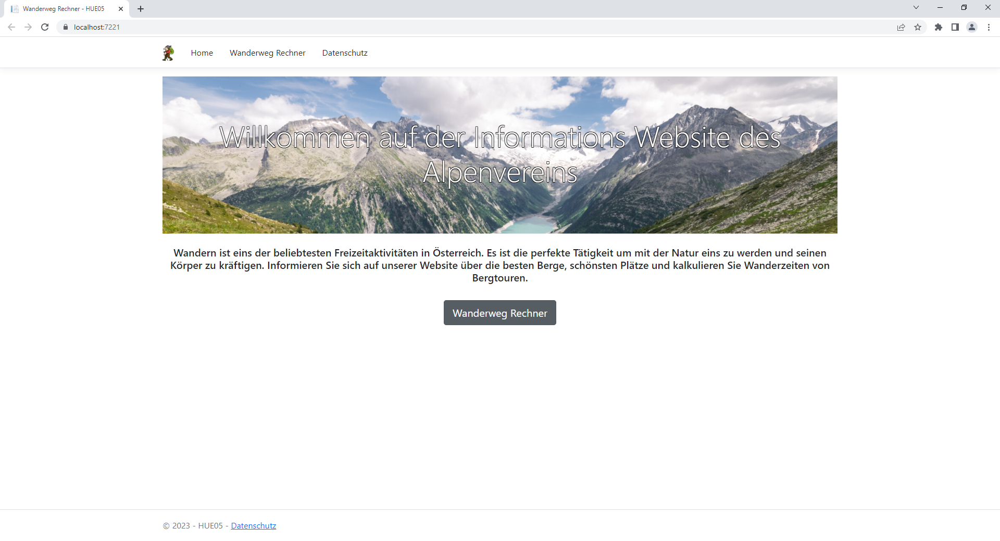 Wanderweg Rechner - HUE05
localhost:7221
Home Wanderweg Rechner Datenschutz
Willkommen auf der Informations Website des
Alpenvereins
Wandern ist eins der beliebtesten Freizeitaktivitäten in Österreich. Es ist die perfekte Tätigkeit um mit der Natur eins zu werden und seinen
Körper zu kräftigen. Informieren Sie sich auf unserer Website über die besten Berge, schönsten Plätze und kalkulieren Sie Wanderzeiten von
Bergtouren.
Wanderweg Rechner
© 2023 - HUE05 - Datenschutz